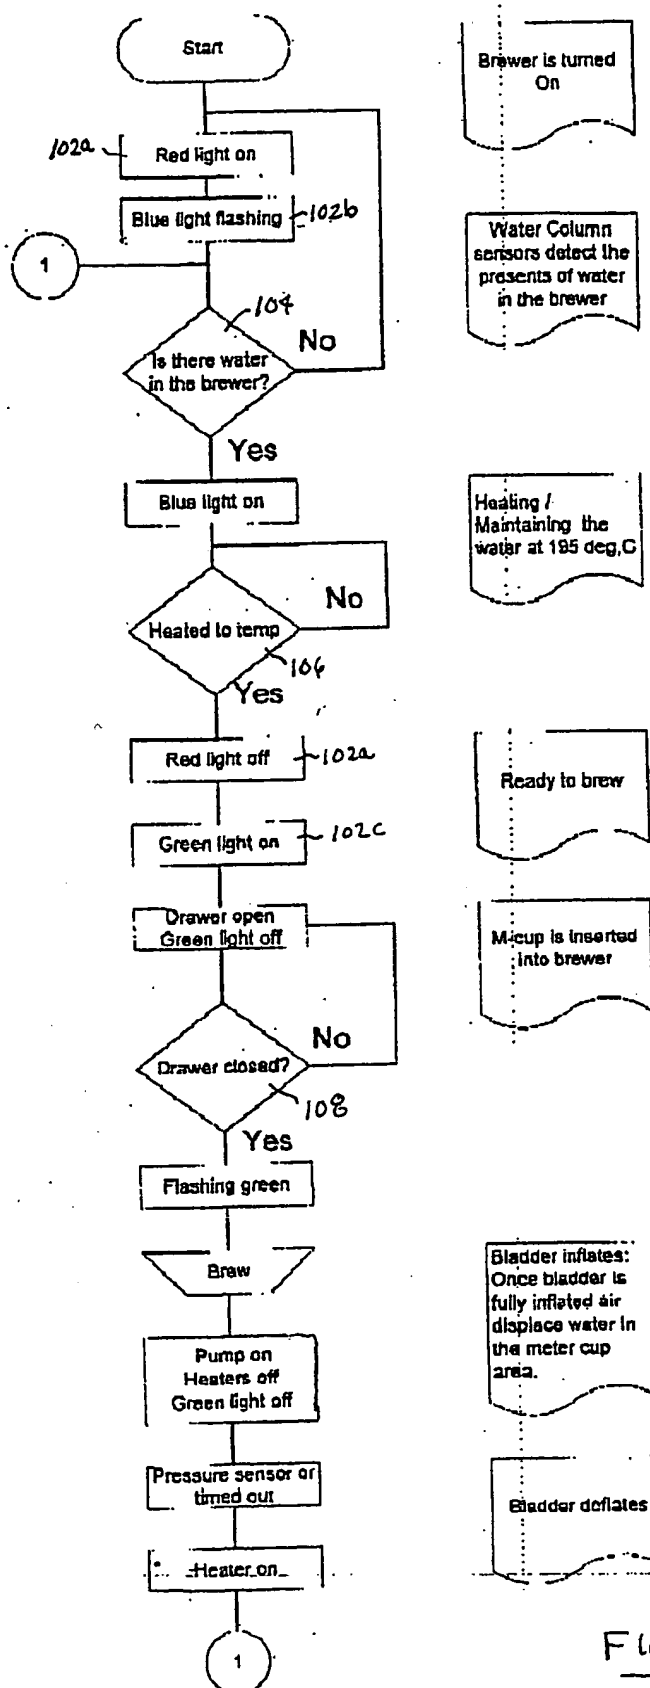 Start
Brewer is turned
On
102a
Red light on
Blue light flashing
102b
1
Water Column
sensors detect the
presents of water
in the brewer
104
Is there water
in the brewer?
No
Yes
Blue light on
Heating /
Maintaining the
water at 195 deg,C
Heated to temp
No
106
Yes
Red light off
102a
Ready to brew
Green light on
102c
Drawer open
Green light off
M-cup is inserted
into brewer
No
Drawer closed?
108
Yes
Flashing green
Brew
Bladder inflates:
Once bladder is
fully inflated air
displace water in
the meter cup
area.
Pump on
Heaters off
Green light off
Pressure sensor or
timed out
Bladder deflates
Heater on
1